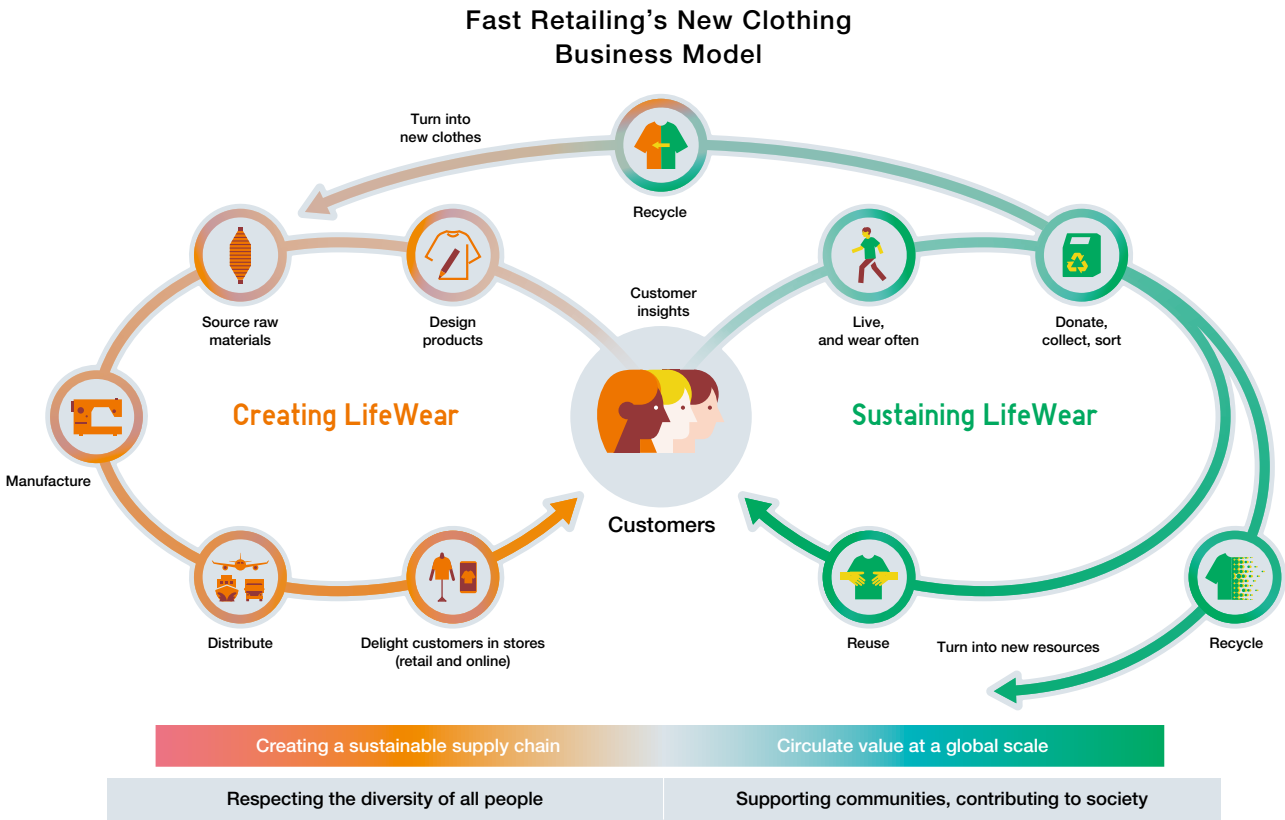 Fast Retailing's New Clothing
Business Model
Turn into
new clothes
Recycle
Source raw
materials
Design
products
Customer
insights
Live,
and wear often
Donate,
collect, sort
Creating LifeWear
Sustaining LifeWear
Manufacture
Customers
Distribute
Delight customers in stores
(retail and online)
Reuse
Turn into new resources
Recycle
Creating a sustainable supply chain
Circulate value at a global scale
Respecting the diversity of all people
Supporting communities, contributing to society